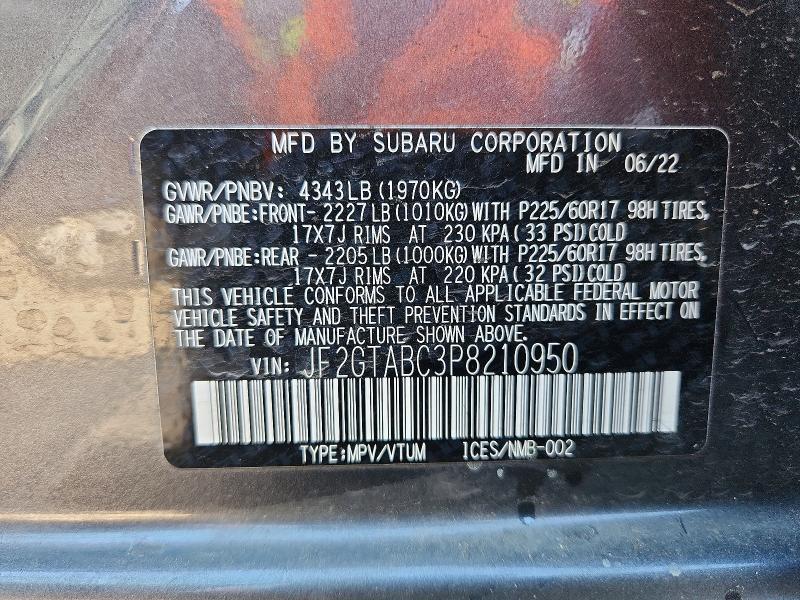 MFD BY SUBARU CORPORATION
MFD IN 06/22
GVWR/PNBV: 4343LB(1970KG)
GAWR/PNBE:FRONT- 2227LB(1010KG)WITH P225/60R17 98H TIRES,
17X7J RIMS AT 230 KPA(33 PSI)COLD
GAWR/PNBE:REAR - 2205LB(1000KG)WITH P225/60R17 98H TIRES,
17X7J RIMS AT 220 KPA(32 PSI)COLD
THIS VEHICLE CONFORMS TO ALL APPLICABLE FEDERAL MOTOR
VEHICLE SAFETY AND THEFT PREVENTION STANDARDS IN EFFECT ON
THE DATE OF MANUFACTURE SHOWN ABOVE.
VIN: JF2GTABC3P8210950
TYPE:MPV/VTUM 1CES/NMB-002